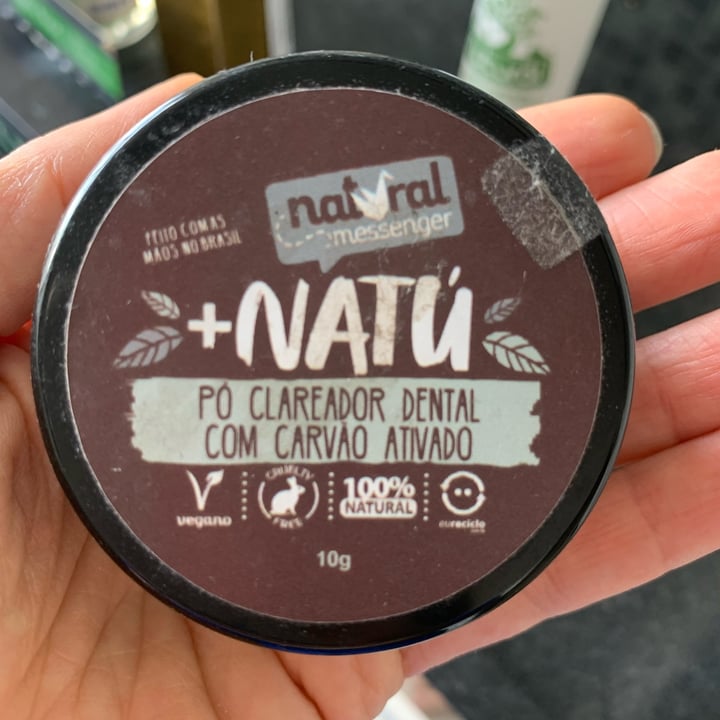 natural
messenger
FEITO COM AS
MÃOS NO BRASIL
+NATÚ
PÓ CLAREADOR DENTAL
COM CARVÃO ATIVADO
vegano
CRUELTY
FREE
100%
NATURAL
eureciclo
10g